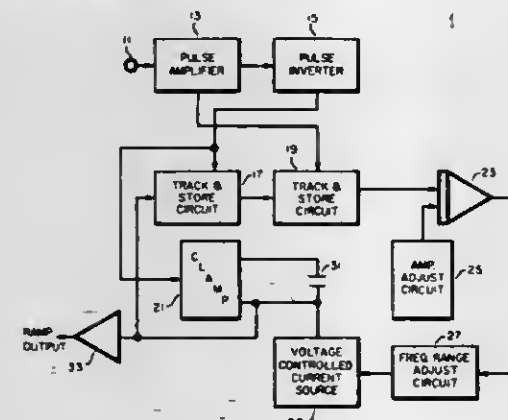 13
15
11
PULSE
AMPLIFIER
PULSE
INVERTER
17
19
TRACK &
STORE
CIRCUIT
TRACK &
STORE
CIRCUIT
23
CLAMP
21
31
AMP.
ADJUST
CIRCUIT
25
RAMP
OUTPUT
33
VOLTAGE
CONTROLLED
CURRENT
SOURCE
27
FREQ. RANGE
ADJUST
CIRCUIT